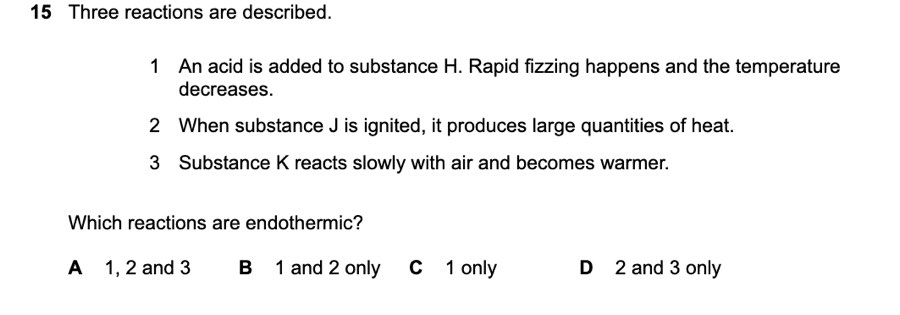 15 Three reactions are described.
1 An acid is added to substance H. Rapid fizzing happens and the temperature
decreases.
2 When substance J is ignited, it produces large quantities of heat.
3 Substance K reacts slowly with air and becomes warmer.
Which reactions are endothermic?
A 1, 2 and 3 B 1 and 2 only C 1 only D 2 and 3 only